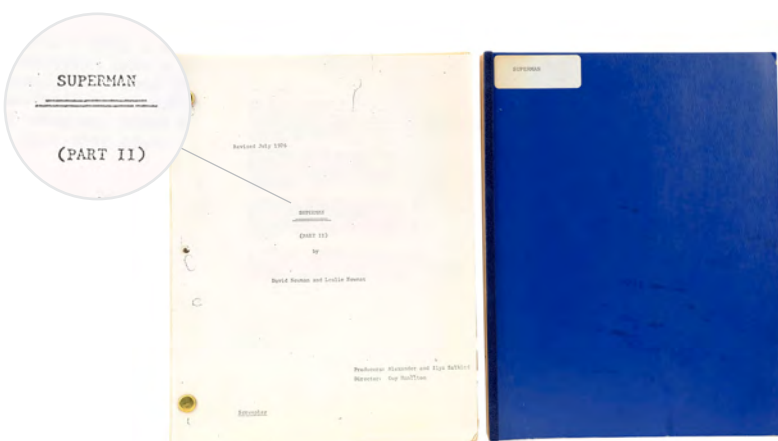 SUPERMAN
(PART II)
Revised July 1976
SUPERMAN
(PART II)
by
David Newman and Leslie Newman
Producers: Alexander and Ilya Salkind
Director: Guy Hamilton
SUPERMAN